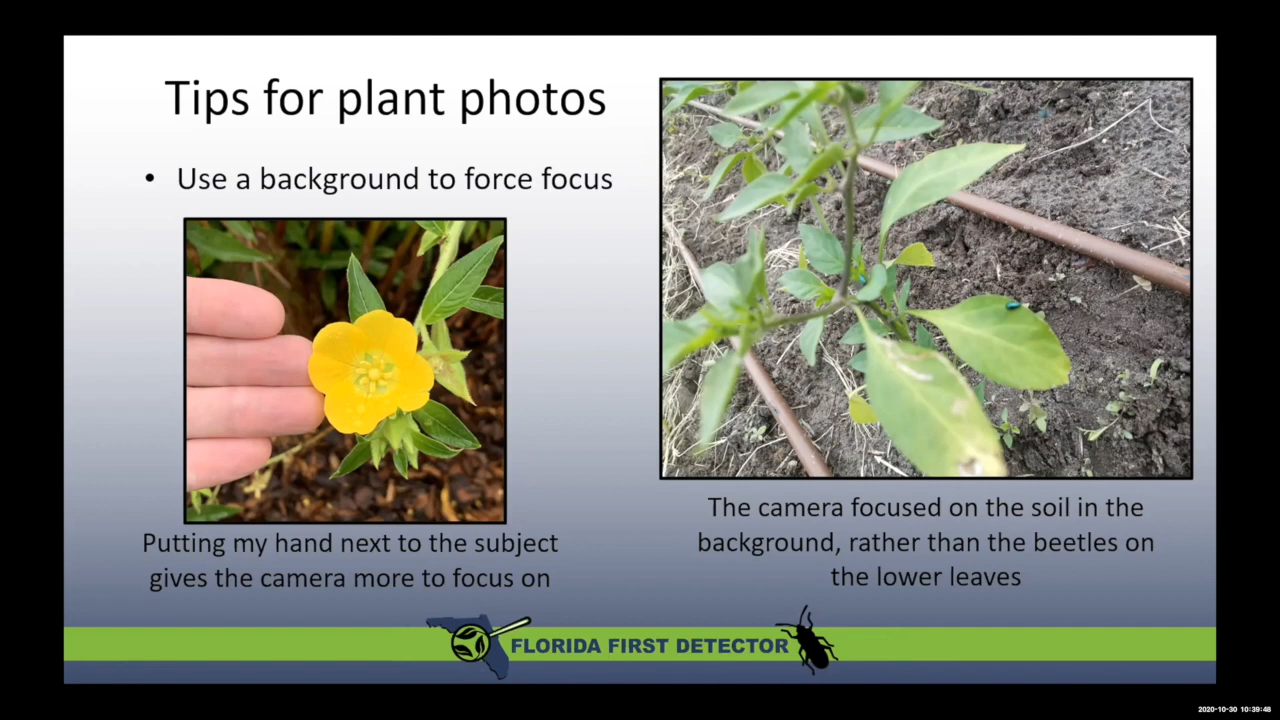 Tips for plant photos
• Use a background to force focus
Putting my hand next to the subject
gives the camera more to focus on
The camera focused on the soil in the
background, rather than the beetles on
the lower leaves
FLORIDA FIRST DETECTOR
2020-10-30 10:39:48